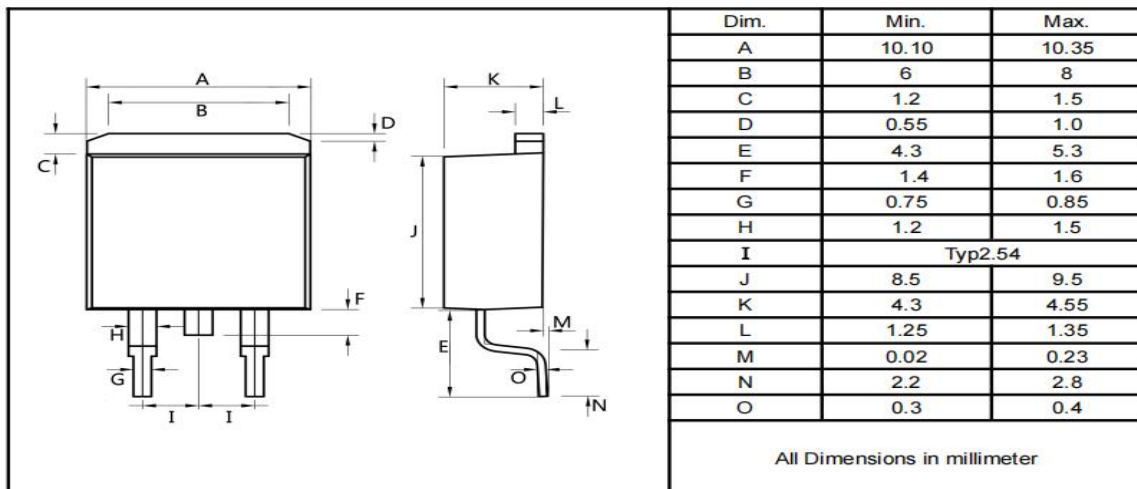 A
B
C
D
K
L
J
F
H
G
I I
E
M
O
N
Dim. Min. Max.
A 10.10 10.35
B 6 8
C 1.2 1.5
D 0.55 1.0
E 4.3 5.3
F 1.4 1.6
G 0.75 0.85
H 1.2 1.5
I Typ2.54
J 8.5 9.5
K 4.3 4.55
L 1.25 1.35
M 0.02 0.23
N 2.2 2.8
O 0.3 0.4
All Dimensions in millimeter